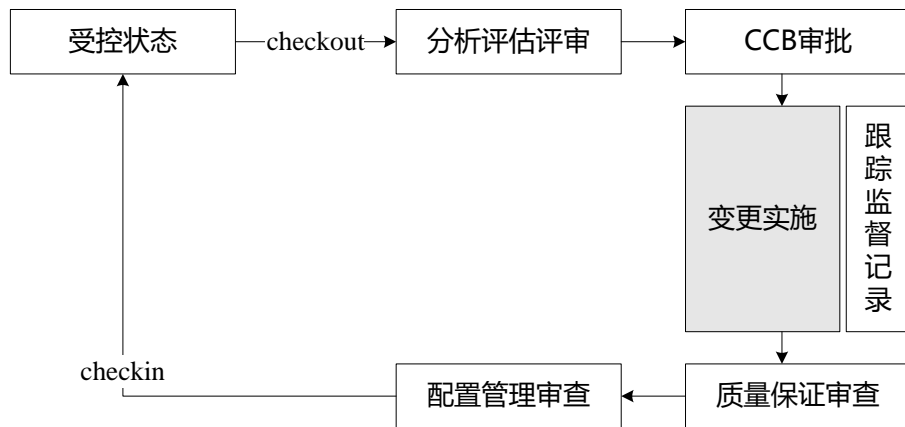 受控状态
checkout
分析评估评审
CCB审批
变更实施
跟
踪
监
督
记
录
质量保证审查
配置管理审查
checkin